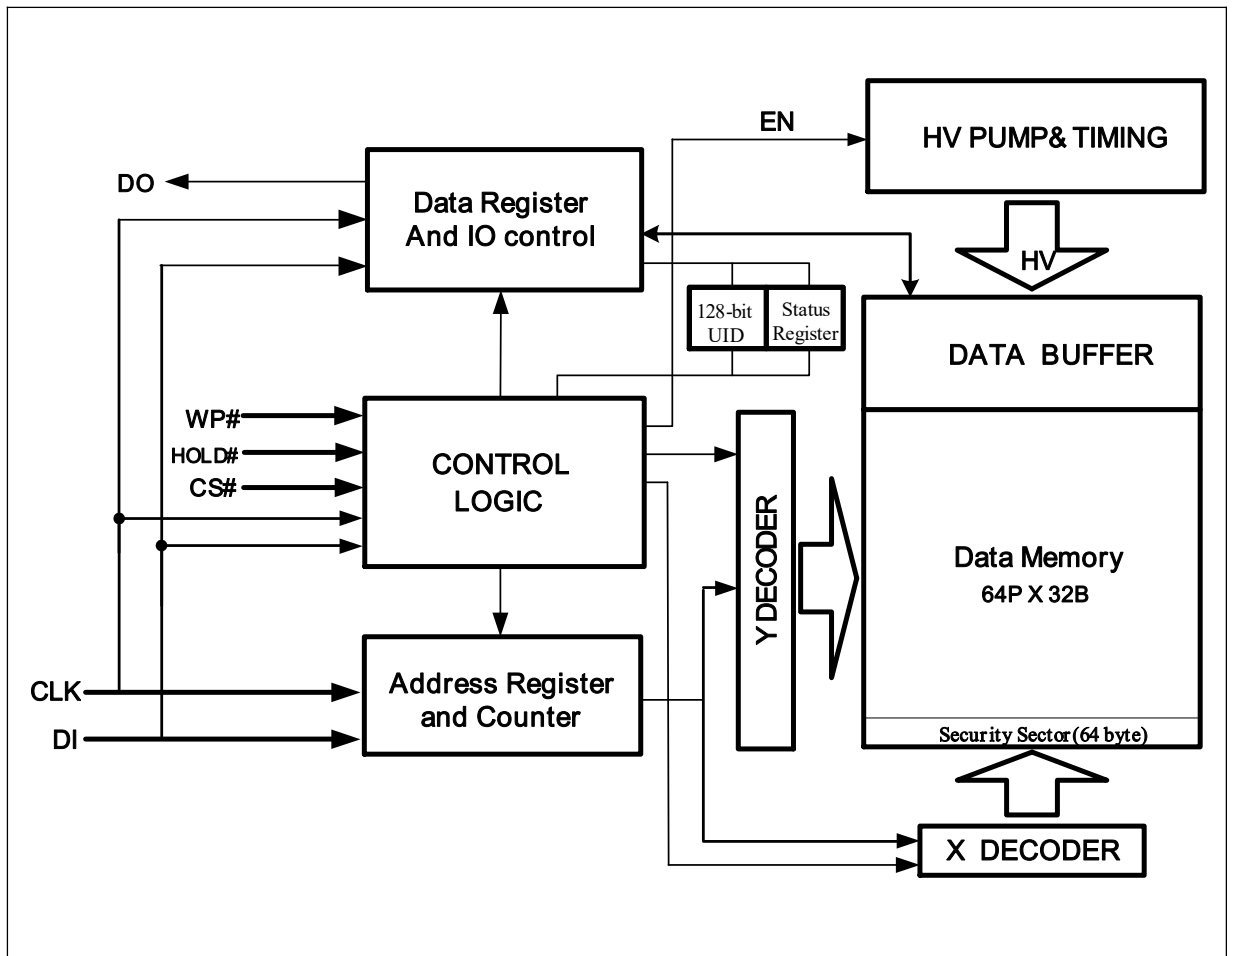 EN
HV PUMP& TIMING
DO
Data Register
And IO control
HV
128-bit
UID
Status
Register
DATA BUFFER
WP#
HOLD#
CS#
CONTROL
LOGIC
Y DECODER
Data Memory
64P X 32B
CLK
DI
Address Register
and Counter
Security Sector(64 byte)
X DECODER